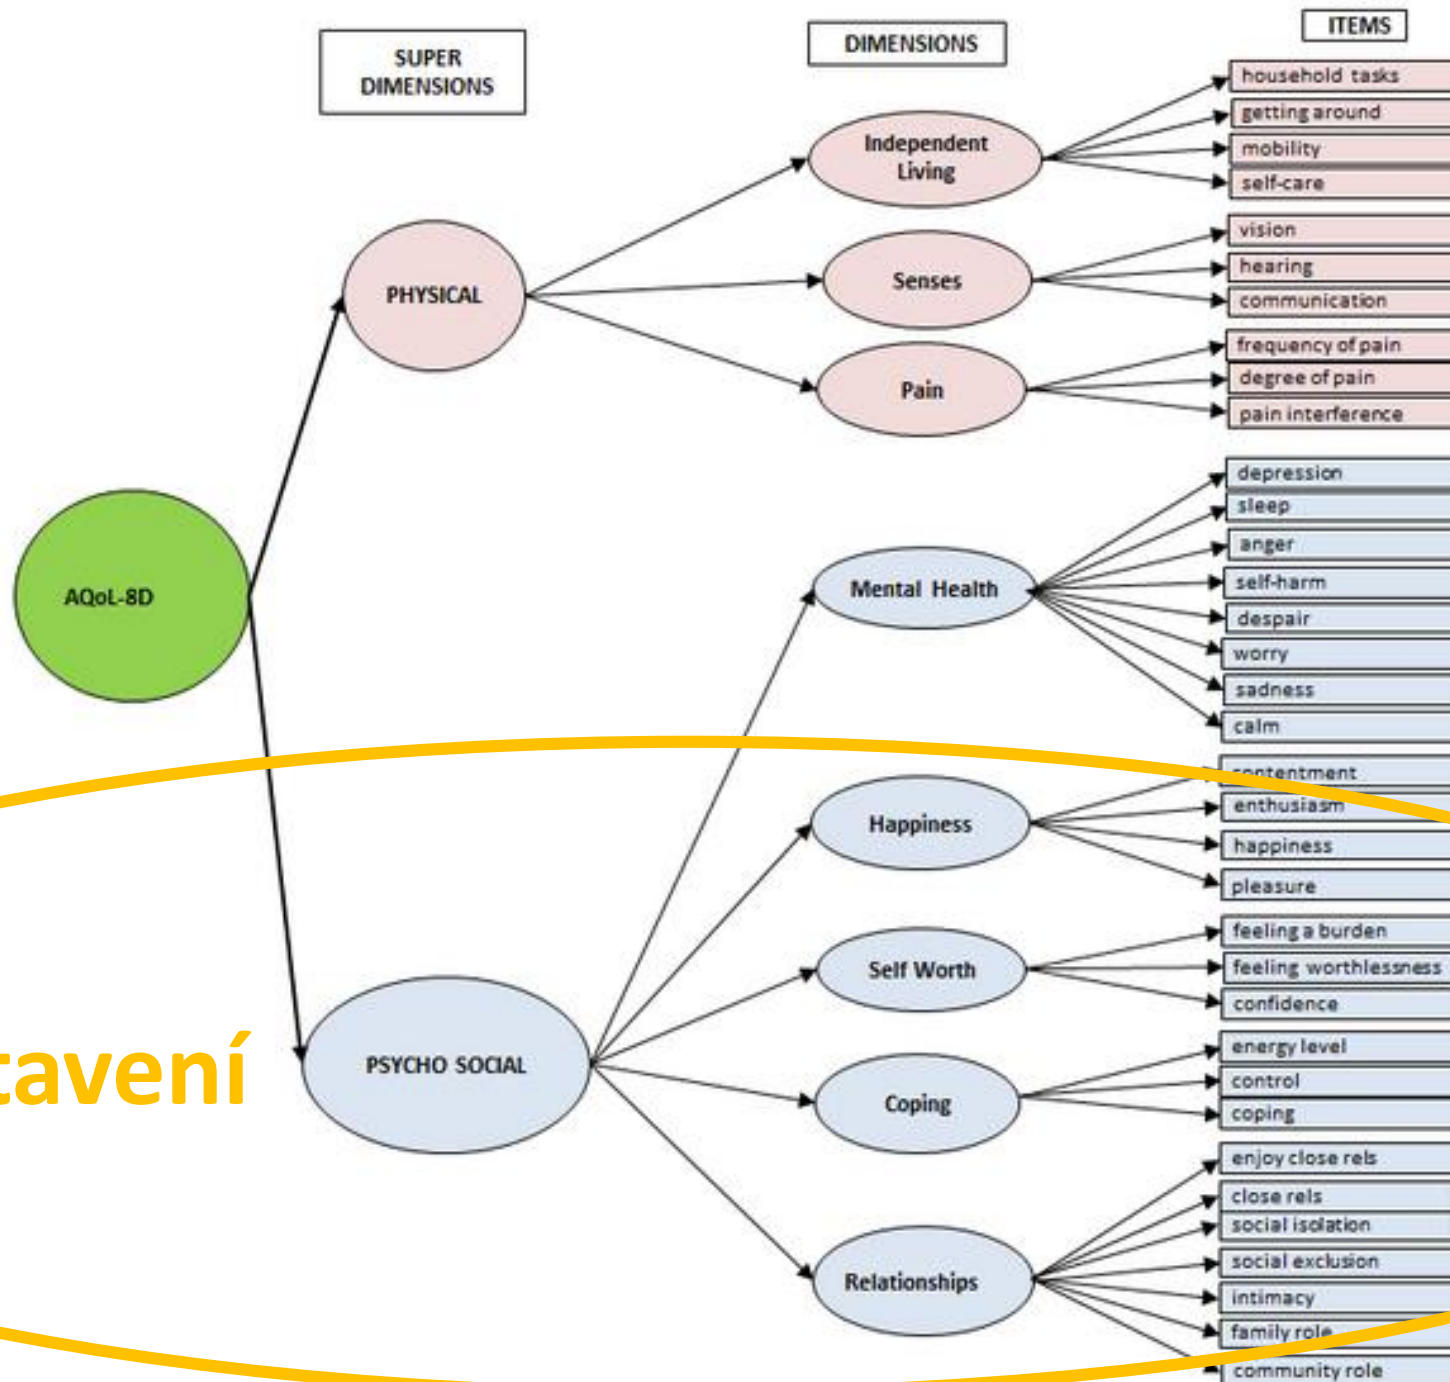 SUPER
DIMENSIONS
DIMENSIONS
ITEMS
household tasks
getting around
mobility
self-care
Independent
Living
vision
hearing
communication
Senses
PHYSICAL
frequency of pain
degree of pain
pain interference
Pain
depression
sleep
anger
self-harm
despair
worry
sadness
calm
Mental Health
AQoL-8D
contentment
enthusiasm
happiness
pleasure
Happiness
feeling a burden
feeling worthlessness
confidence
Self Worth
energy level
control
coping
Coping
PSYCHO SOCIAL
tavení
enjoy close rels
close rels
social isolation
social exclusion
intimacy
family role
community role
Relationships